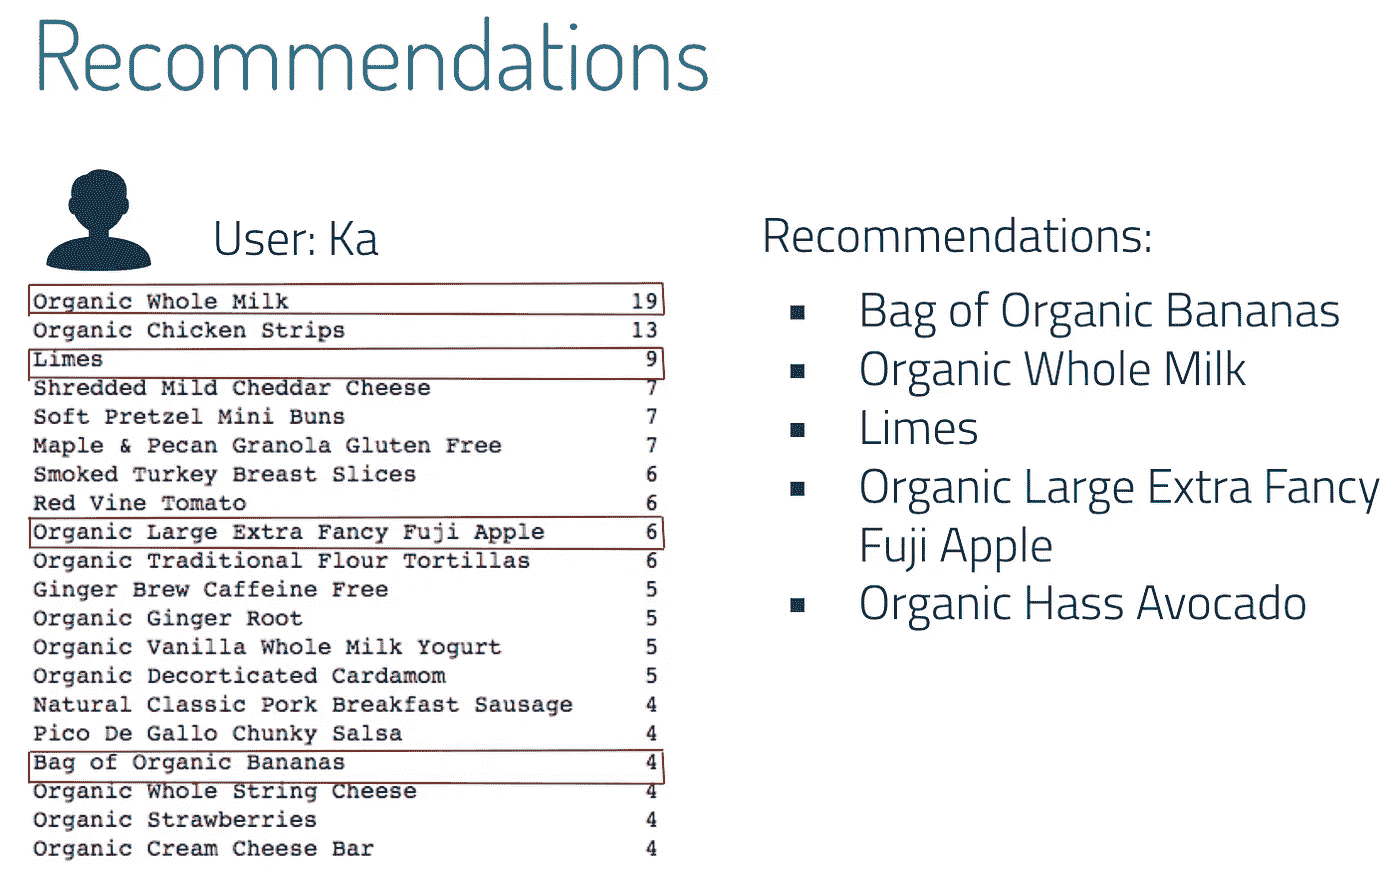 Recommendations
User: Ka
Organic Whole Milk 19
Organic Chicken Strips 13
Limes 9
Shredded Mild Cheddar Cheese 7
Soft Pretzel Mini Buns 7
Maple & Pecan Granola Gluten Free 7
Smoked Turkey Breast Slices 6
Red Vine Tomato 6
Organic Large Extra Fancy Fuji Apple 6
Organic Traditional Flour Tortillas 6
Ginger Brew Caffeine Free 5
Organic Ginger Root 5
Organic Vanilla Whole Milk Yogurt 5
Organic Decorticated Cardamom 5
Natural Classic Pork Breakfast Sausage 4
Pico De Gallo Chunky Salsa 4
Bag of Organic Bananas 4
Organic Whole String Cheese 4
Organic Strawberries 4
Organic Cream Cheese Bar 4
Recommendations:
▪ Bag of Organic Bananas
▪ Organic Whole Milk
▪ Limes
▪ Organic Large Extra Fancy
Fuji Apple
▪ Organic Hass Avocado